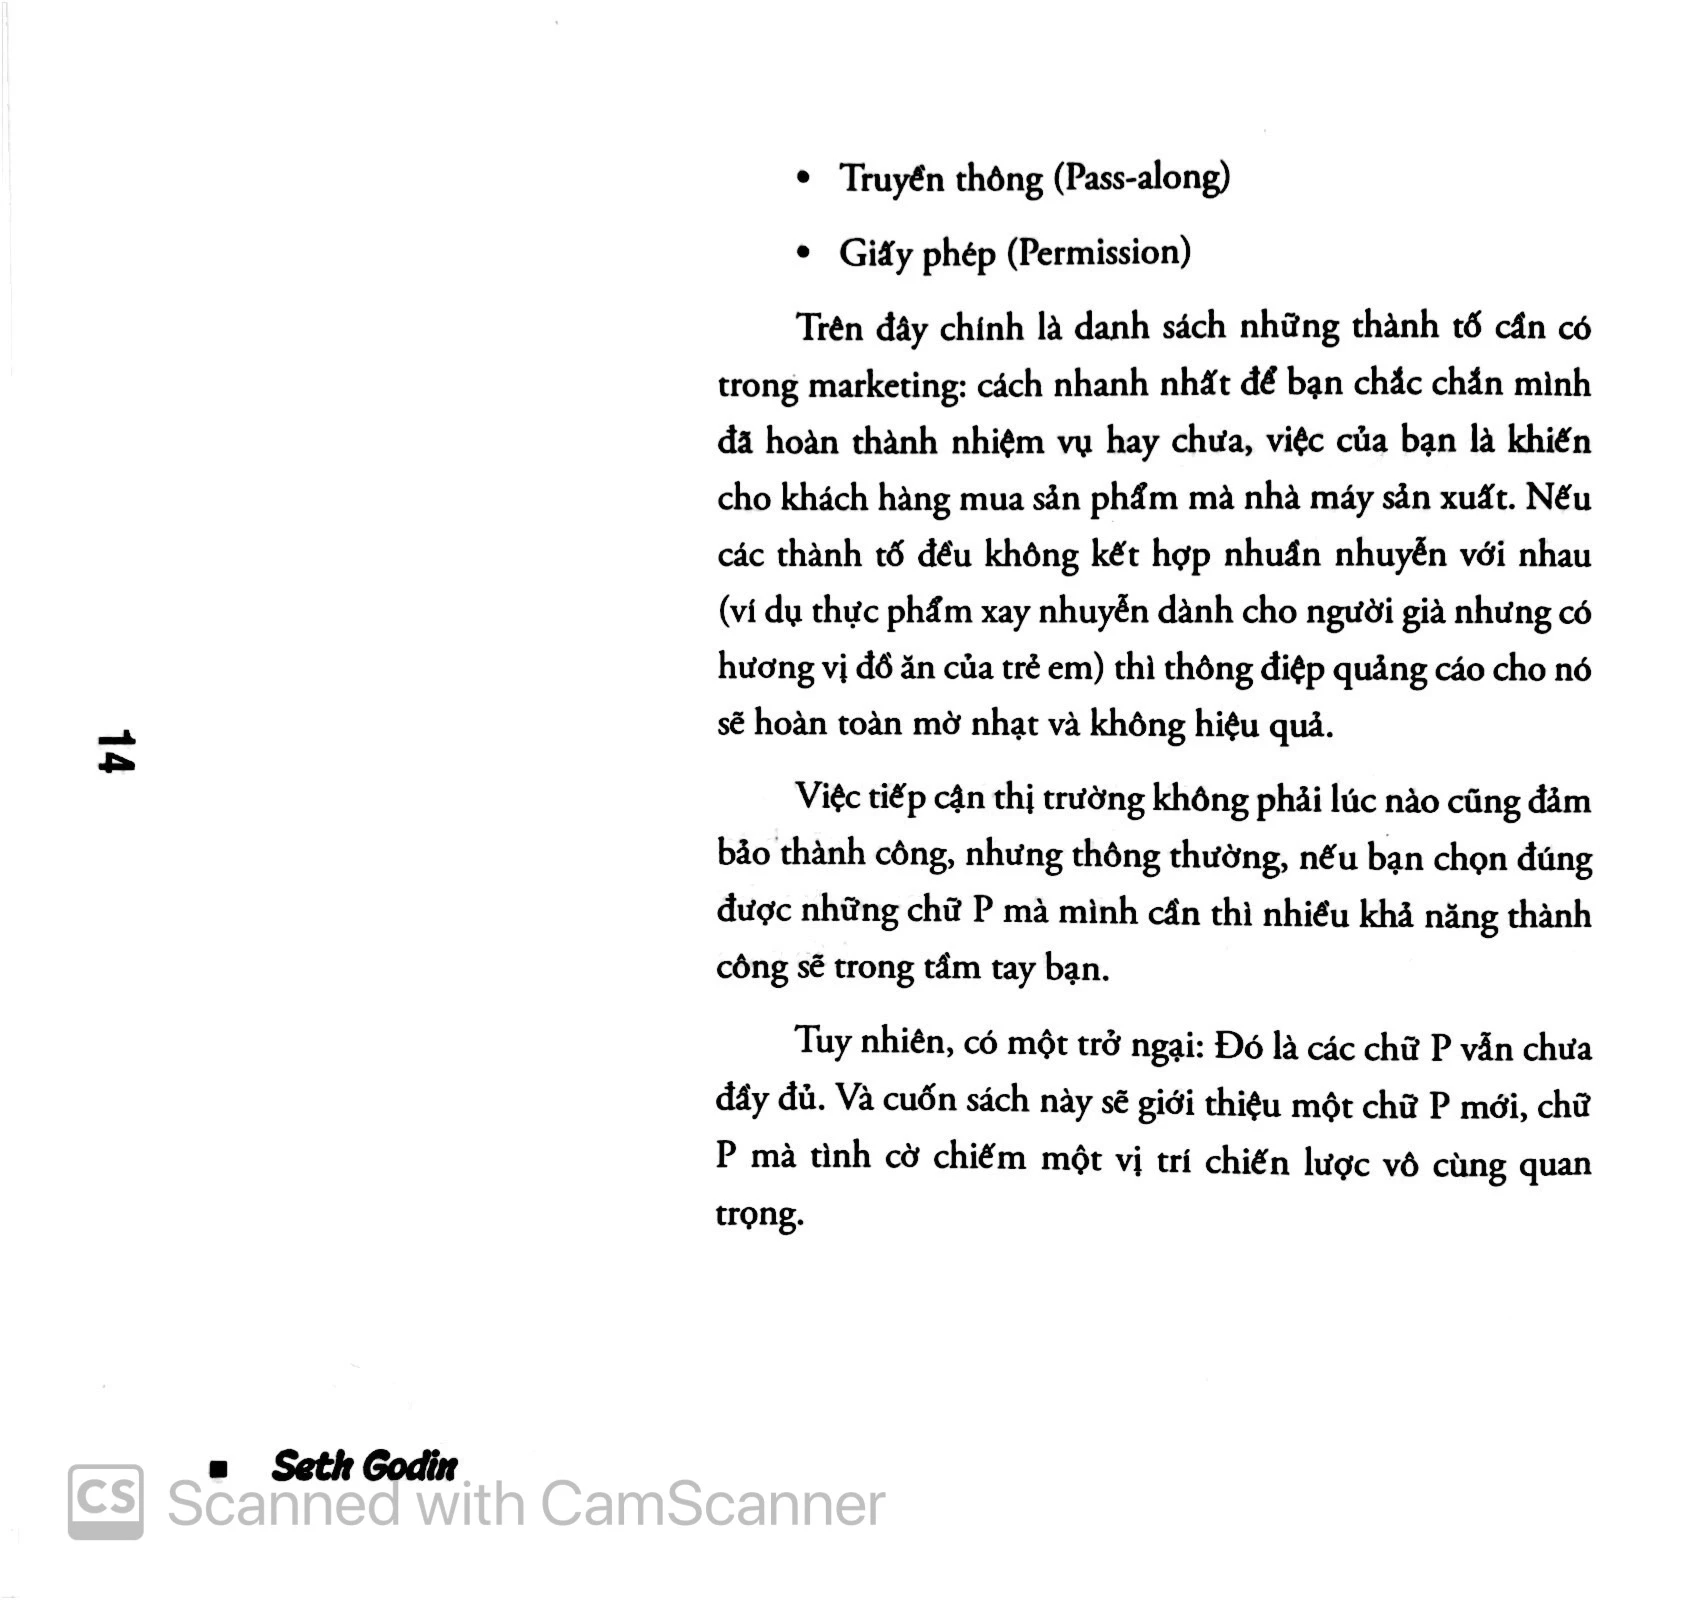 • Truyền thông (Pass-along)
• Giấy phép (Permission)
Trên đây chính là danh sách những thành tố cần có
trong marketing: cách nhanh nhất để bạn chắc chắn mình
đã hoàn thành nhiệm vụ hay chưa, việc của bạn là khiến
cho khách hàng mua sản phẩm mà nhà máy sản xuất. Nếu
các thành tố đều không kết hợp nhuần nhuyễn với nhau
(ví dụ thực phẩm xay nhuyễn dành cho người già nhưng có
hương vị đồ ăn của trẻ em) thì thông điệp quảng cáo cho nó
sẽ hoàn toàn mờ nhạt và không hiệu quả.
Việc tiếp cận thị trường không phải lúc nào cũng đảm
bảo thành công, nhưng thông thường, nếu bạn chọn đúng
được những chữ P mà mình cần thì nhiều khả năng thành
công sẽ trong tầm tay bạn.
Tuy nhiên, có một trở ngại: Đó là các chữ P vẫn chưa
đầy đủ. Và cuốn sách này sẽ giới thiệu một chữ P mới, chữ
P mà tình cờ chiếm một vị trí chiến lược vô cùng quan
trọng.
14
■ Seth Godin
CS Scanned with CamScanner